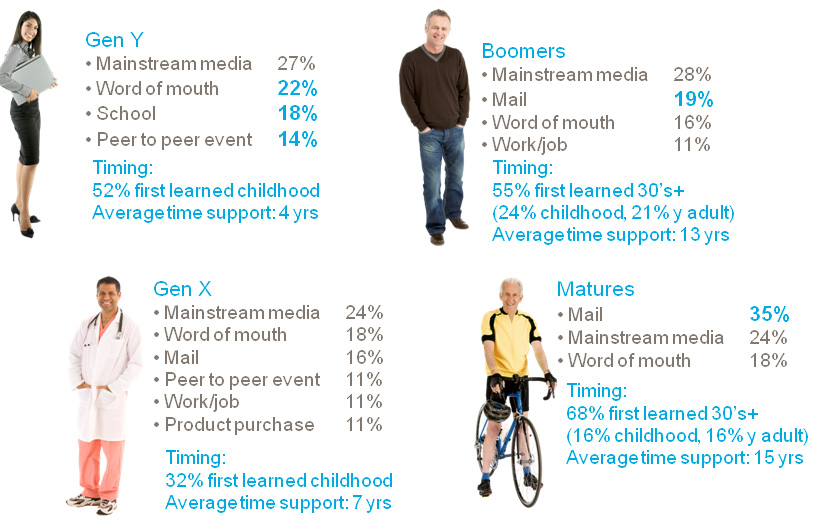 Gen Y
• Mainstream media 27%
• Word of mouth 22%
• School 18%
• Peer to peer event 14%
Timing:
52% first learned childhood
Average time support: 4 yrs
Boomers
• Mainstream media 28%
• Mail 19%
• Word of mouth 16%
• Work/job 11%
Timing:
55% first learned 30's+
(24% childhood, 21% y adult)
Average time support: 13 yrs
Gen X
• Mainstream media 24%
• Word of mouth 18%
• Mail 16%
• Peer to peer event 11%
• Work/job 11%
• Product purchase 11%
Timing:
32% first learned childhood
Average time support: 7 yrs
Matures
• Mail 35%
• Mainstream media 24%
• Word of mouth 18%
Timing:
68% first learned 30's+
(16% childhood, 16% y adult)
Average time support: 15 yrs